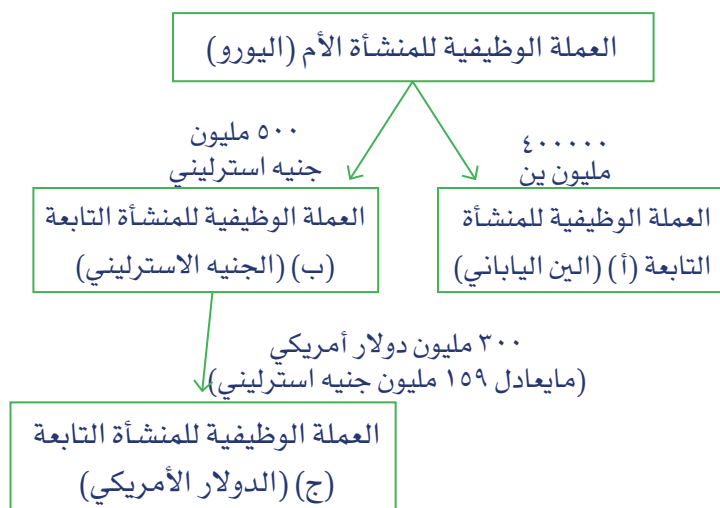 العملة الوظيفية للمنشأة الأم (اليورو)
٤٠٠٠٠٠
مليون ين
٥٠٠ مليون
جنيه استرليني
العملة الوظيفية للمنشأة
التابعة (أ) (الين الياباني)
العملة الوظيفية للمنشأة التابعة
(ب) (الجنيه الاسترليني)
٣٠٠ مليون دولار أمريكي
(مايعادل ١٥٩ مليون جنيه استرليني)
العملة الوظيفية للمنشأة التابعة
(ج) (الدولار الأمريكي)